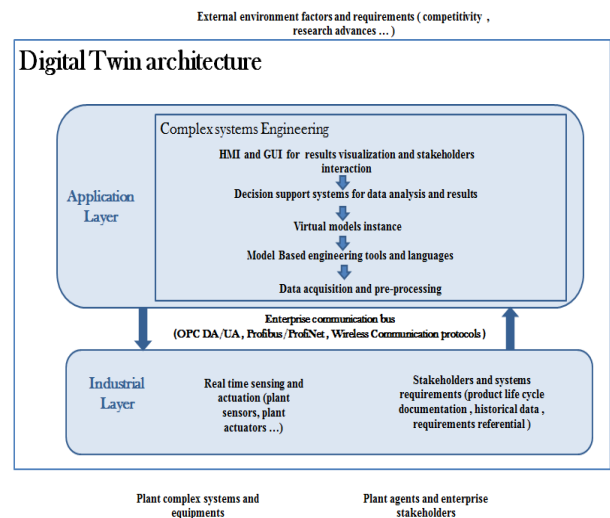 External environment factors and requirements ( competitivity ,
research advances ... )
Digital Twin architecture
Complex systems Engineering
HMI and GUI for results visualization and stakeholders
interaction
Decision support systems for data analysis and results
Virtual models instance
Model Based engineering tools and languages
Data acquisition and pre-processing
Application
Layer
Enterprise communication bus
(OPC DA/UA , Profibus/ProfiNet , Wireless Communication protocols )
Industrial
Layer
Real time sensing and
actuation (plant
sensors, plant
actuators ...)
Stakeholders and systems
requirements (product life cycle
documentation , historical data ,
requirements referential )
Plant complex systems and
equipments
Plant agents and enterprise
stakeholders